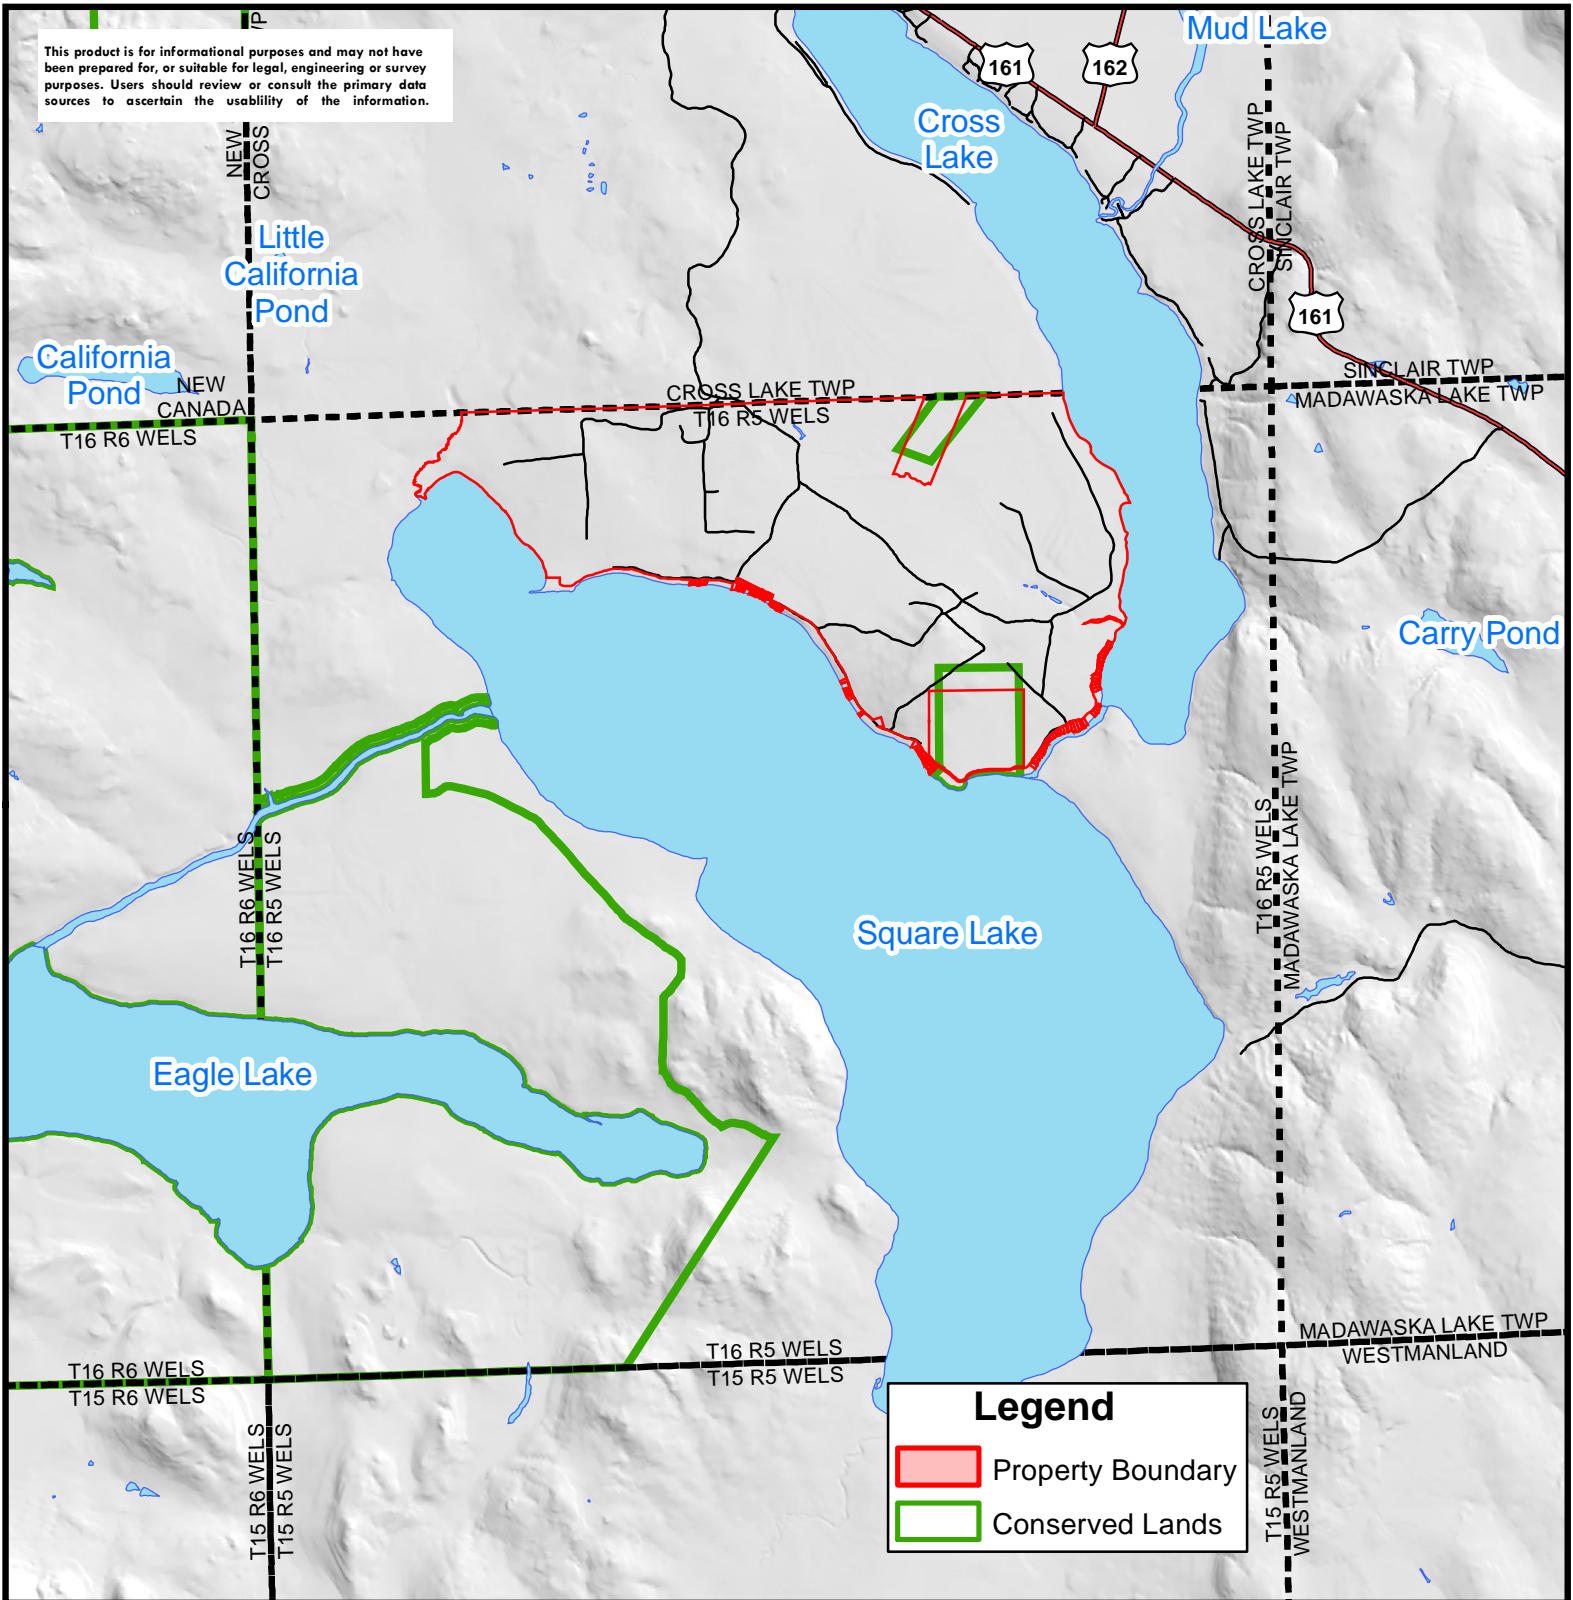 This product is for informational purposes and may not have
been prepared for, or suitable for legal, engineering or survey
purposes. Users should review or consult the primary data
sources to ascertain the usablility of the information.
Mud Lake
161
162
Cross
Lake
NEW
CROSS
VP
CROSS LAKE TWP
SINCLAIR TWP
Little
California
Pond
161
California
Pond
NEW
CANADA
T16 R6 WELS
CROSS LAKE TWP
T16 R5 WELS
SINCLAIR TWP
MADAWASKA LAKE TWP
Carry Pond
T16 R6 WELS
T16 R5 WELS
T16 R5 WELS
MADAWASKA LAKE TWP
Square Lake
Eagle Lake
MADAWASKA LAKE TWP
WESTMANLAND
T16 R5 WELS
T15 R5 WELS
T16 R6 WELS
T15 R6 WELS
T15 R6 WELS
T15 R5 WELS
T15 R5 WELS
WESTMANLAND
Legend
Property Boundary
Conserved Lands